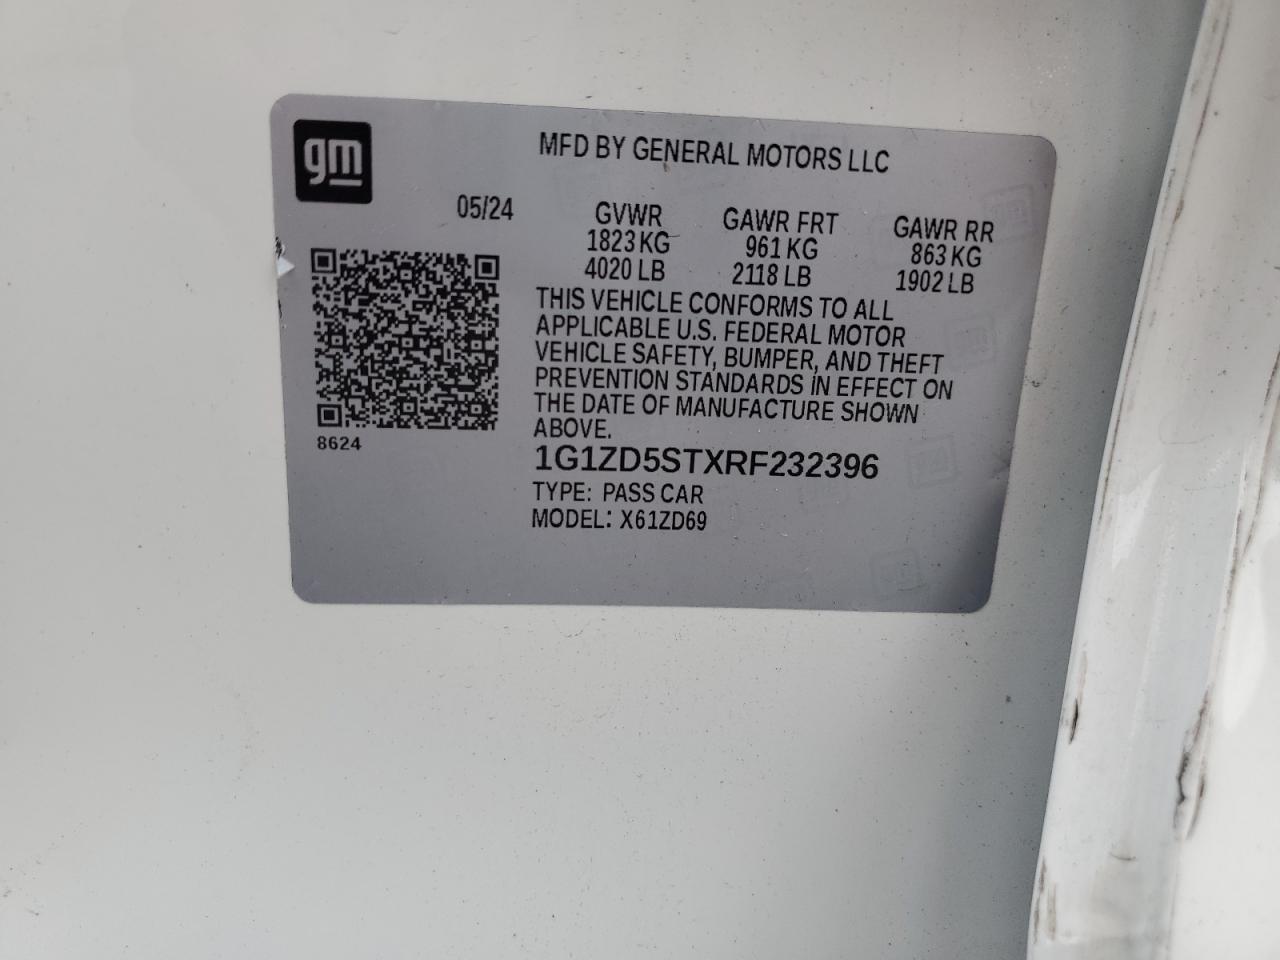 gm
MFD BY GENERAL MOTORS LLC
05/24
GVWR
1823 KG
4020 LB
GAWR FRT
961 KG
2118 LB
GAWR RR
863 KG
1902 LB
THIS VEHICLE CONFORMS TO ALL
APPLICABLE U.S. FEDERAL MOTOR
VEHICLE SAFETY, BUMPER, AND THEFT
PREVENTION STANDARDS IN EFFECT ON
THE DATE OF MANUFACTURE SHOWN
ABOVE.
8624
1G1ZD5STXRF232396
TYPE: PASS CAR
MODEL: X61ZD69